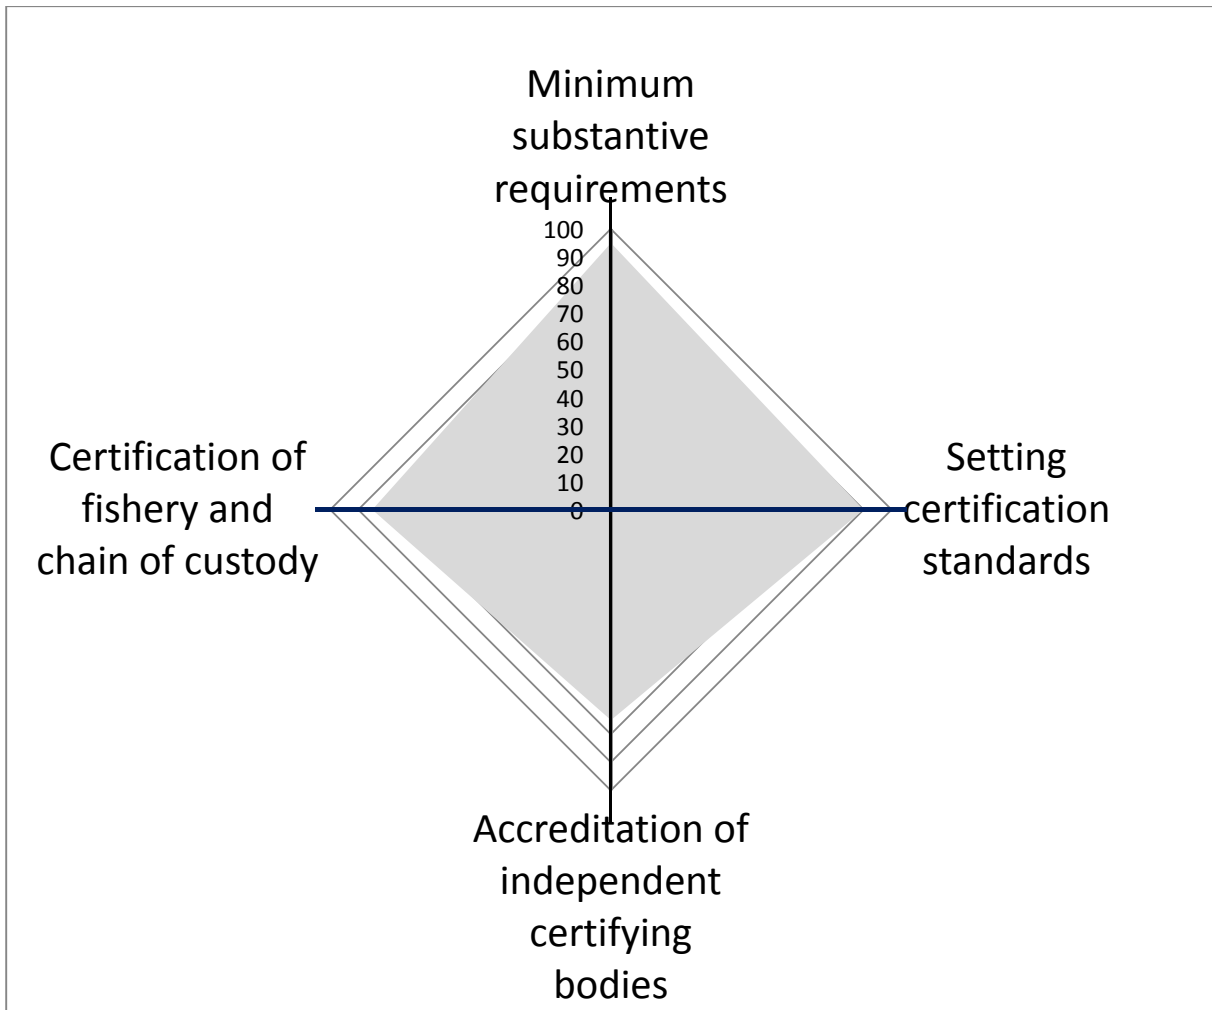 Minimum
substantive
requirements
100
90
80
70
60
50
40
30
20
10
0
Certification of
fishery and
chain of custody
Setting
certification
standards
Accreditation of
independent
certifying
bodies